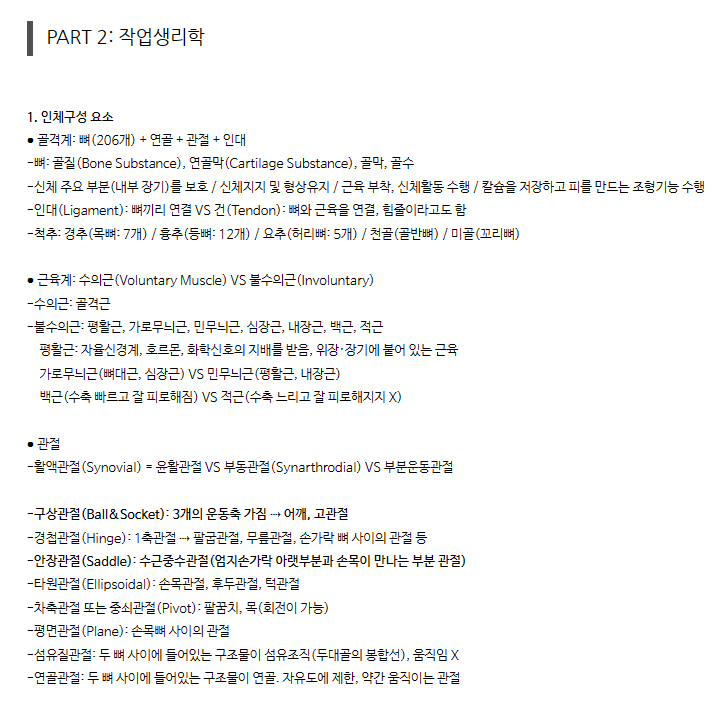 PART 2: 작업생리학
1. 인체구성 요소
● 골격계: 뼈(206개) + 연골 + 관절 + 인대
-뼈: 골질(Bone Substance), 연골막(Cartilage Substance), 골막, 골수
-신체 주요 부분(내부 장기)를 보호 / 신체지지 및 형상유지 / 근육 부착, 신체활동 수행 / 칼슘을 저장하고 피를 만드는 조형기능 수행
-인대(Ligament): 뼈끼리 연결 VS 건(Tendon): 뼈와 근육을 연결, 힘줄이라고도 함
-척추: 경추(목뼈: 7개) / 흉추(등뼈: 12개) / 요추(허리뼈: 5개) / 천골(골반뼈) / 미골(꼬리뼈)
● 근육계: 수의근(Voluntary Muscle) VS 불수의근(Involuntary)
-수의근: 골격근
-불수의근: 평활근, 가로무늬근, 민무늬근, 심장근, 내장근, 백근, 적근
평활근: 자율신경계, 호르몬, 화학신호의 지배를 받음, 위장·장기에 붙어 있는 근육
가로무늬근(뼈대근, 심장근) VS 민무늬근(평활근, 내장근)
백근(수축 빠르고 잘 피로해짐) VS 적근(수축 느리고 잘 피로해지지 X)
● 관절
-활액관절(Synovial) = 윤활관절 VS 부동관절(Synarthrodial) VS 부분운동관절
-구상관절(Ball&Socket): 3개의 운동축 가짐 ⇢ 어깨, 고관절
-경첩관절(Hinge): 1축관절 ⇢ 팔굽관절, 무릎관절, 손가락 뼈 사이의 관절 등
-안장관절(Saddle): 수근중수관절(엄지손가락 아랫부분과 손목이 만나는 부분 관절)
-타원관절(Ellipsoidal): 손목관절, 후두관절, 턱관절
-차축관절 또는 중쇠관절(Pivot): 팔꿈치, 목(회전이 가능)
-평면관절(Plane): 손목뼈 사이의 관절
-섬유질관절: 두 뼈 사이에 들어있는 구조물이 섬유조직(두대골의 봉합선), 움직임 X
-연골관절: 두 뼈 사이에 들어있는 구조물이 연골. 자유도에 제한, 약간 움직이는 관절